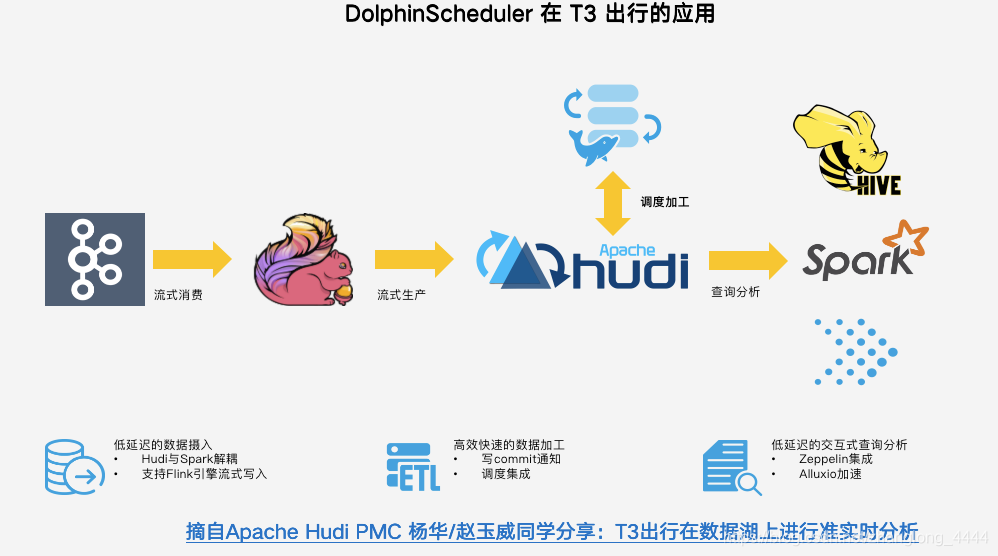 DolphinScheduler 在 T3 出行的应用
调度加工
HIVE
Apache
hudi
Spark
流式消费
流式生产
查询分析
低延迟的数据摄入
• Hudi与Spark解耦
• 支持Flink引擎流式写入
ETL
高效快速的数据加工
• 写commit通知
• 调度集成
低延迟的交互式查询分析
• Zeppelin集成
• Alluxio加速
摘自Apache Hudi PMC 杨华/赵玉威同学分享：T3出行在数据湖上进行准实时分析